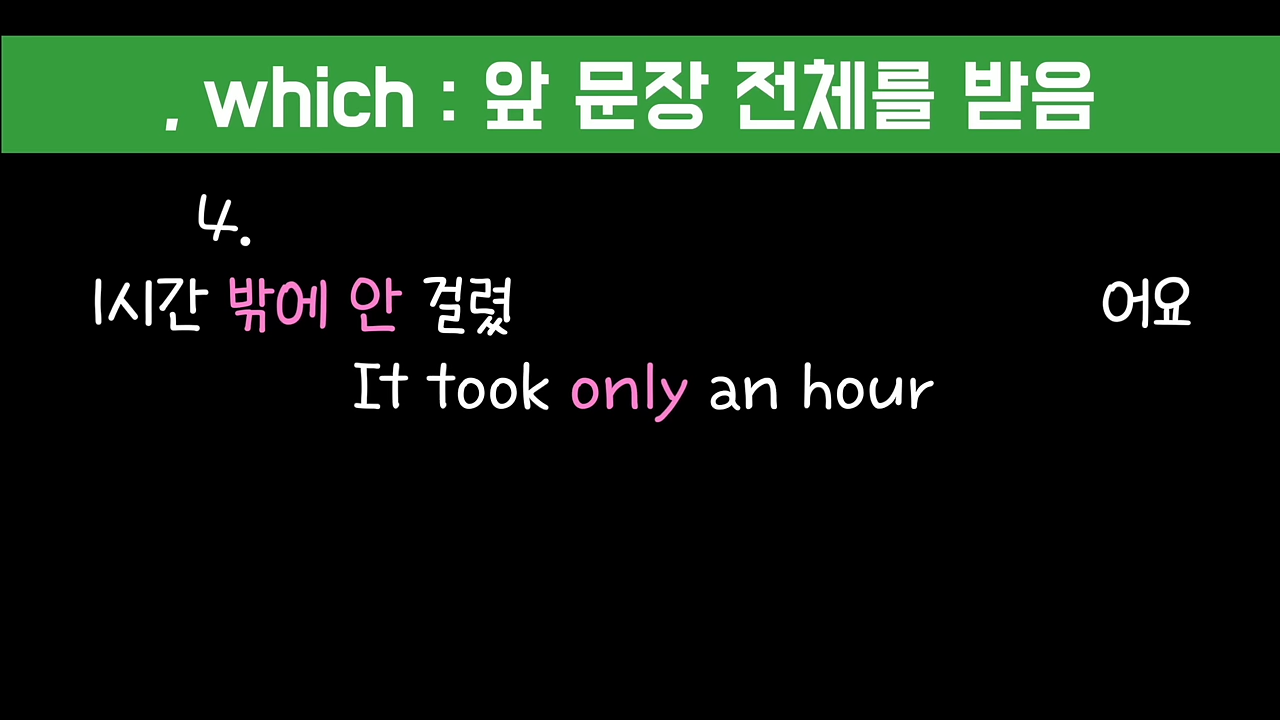 , which : 앞 문장 전체를 받음
4.
1시간 밖에 안 걸렸 어요
It took only an hour